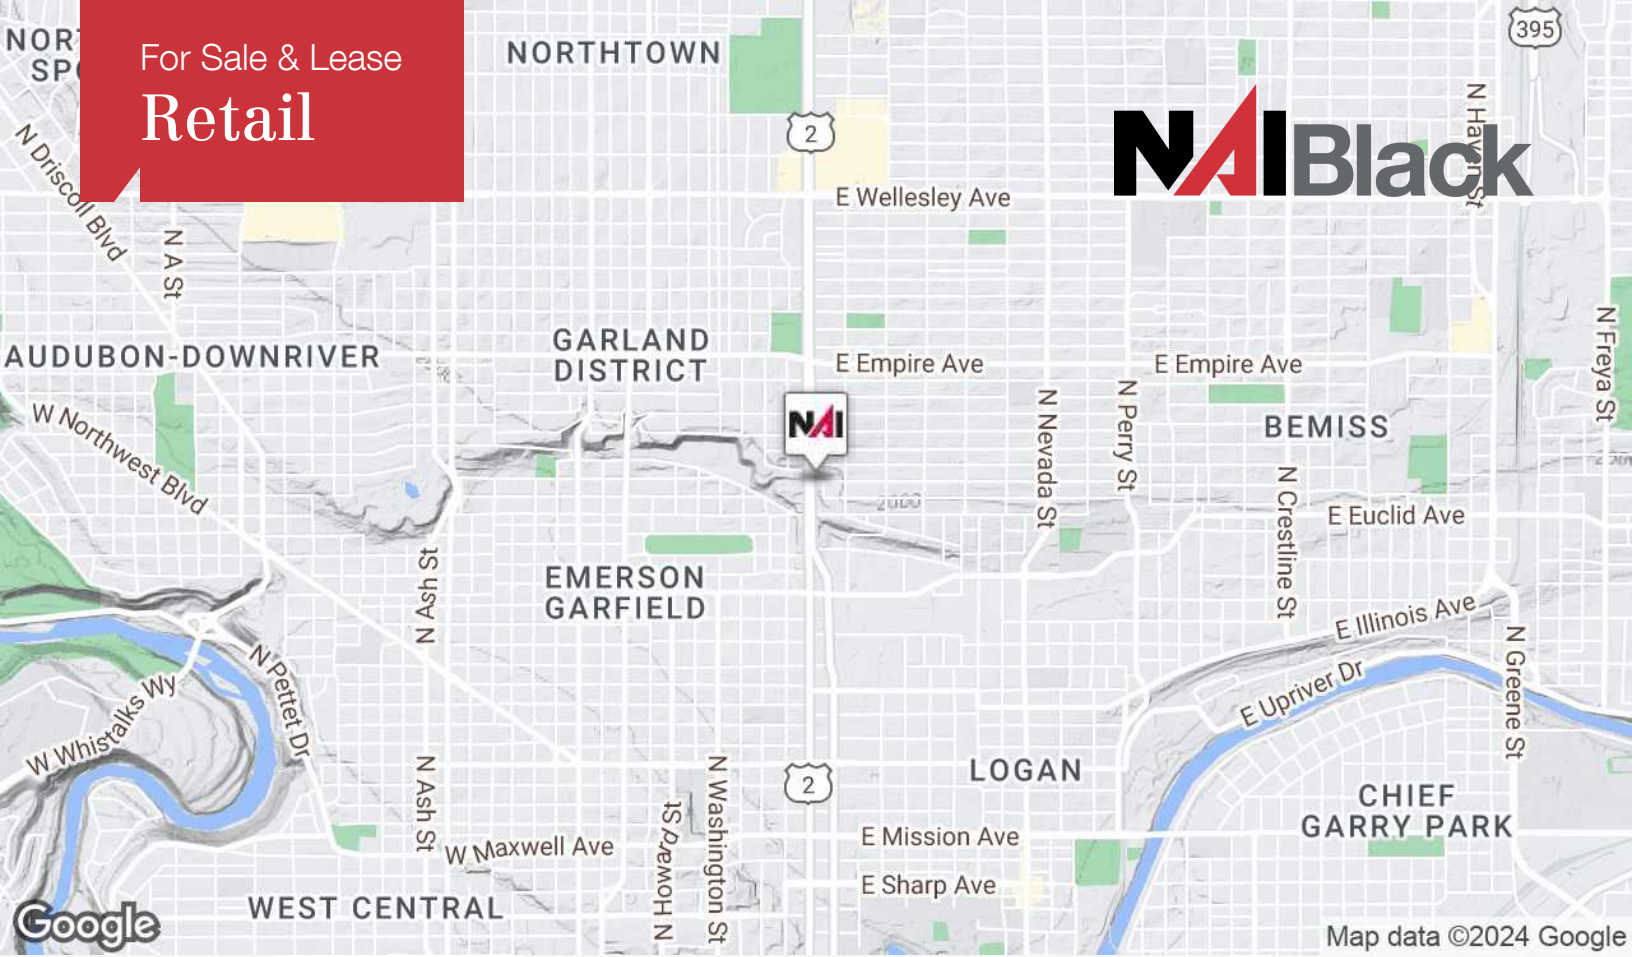 For Sale & Lease
Retail
NAIBlack
NORTHTOWN
395
2
N Driscoll Blvd
N A St
E Wellesley Ave
N Haven St
AUDUBON-DOWNRIVER
GARLAND
DISTRICT
E Empire Ave
E Empire Ave
N Freya St
W Northwest Blvd
NAI
N Nevada St
N Perry St
BEMISS
2000
N Crestline St
E Euclid Ave
N Ash St
EMERSON
GARFIELD
E Illinois Ave
N Pettet Dr
W Whistalks Wy
E Upriver Dr
N Greene St
N Ash St
N Washington St
2
LOGAN
CHIEF
GARRY PARK
W Maxwell Ave
N Howard St
E Mission Ave
E Sharp Ave
WEST CENTRAL
Google
Map data ©2024 Google